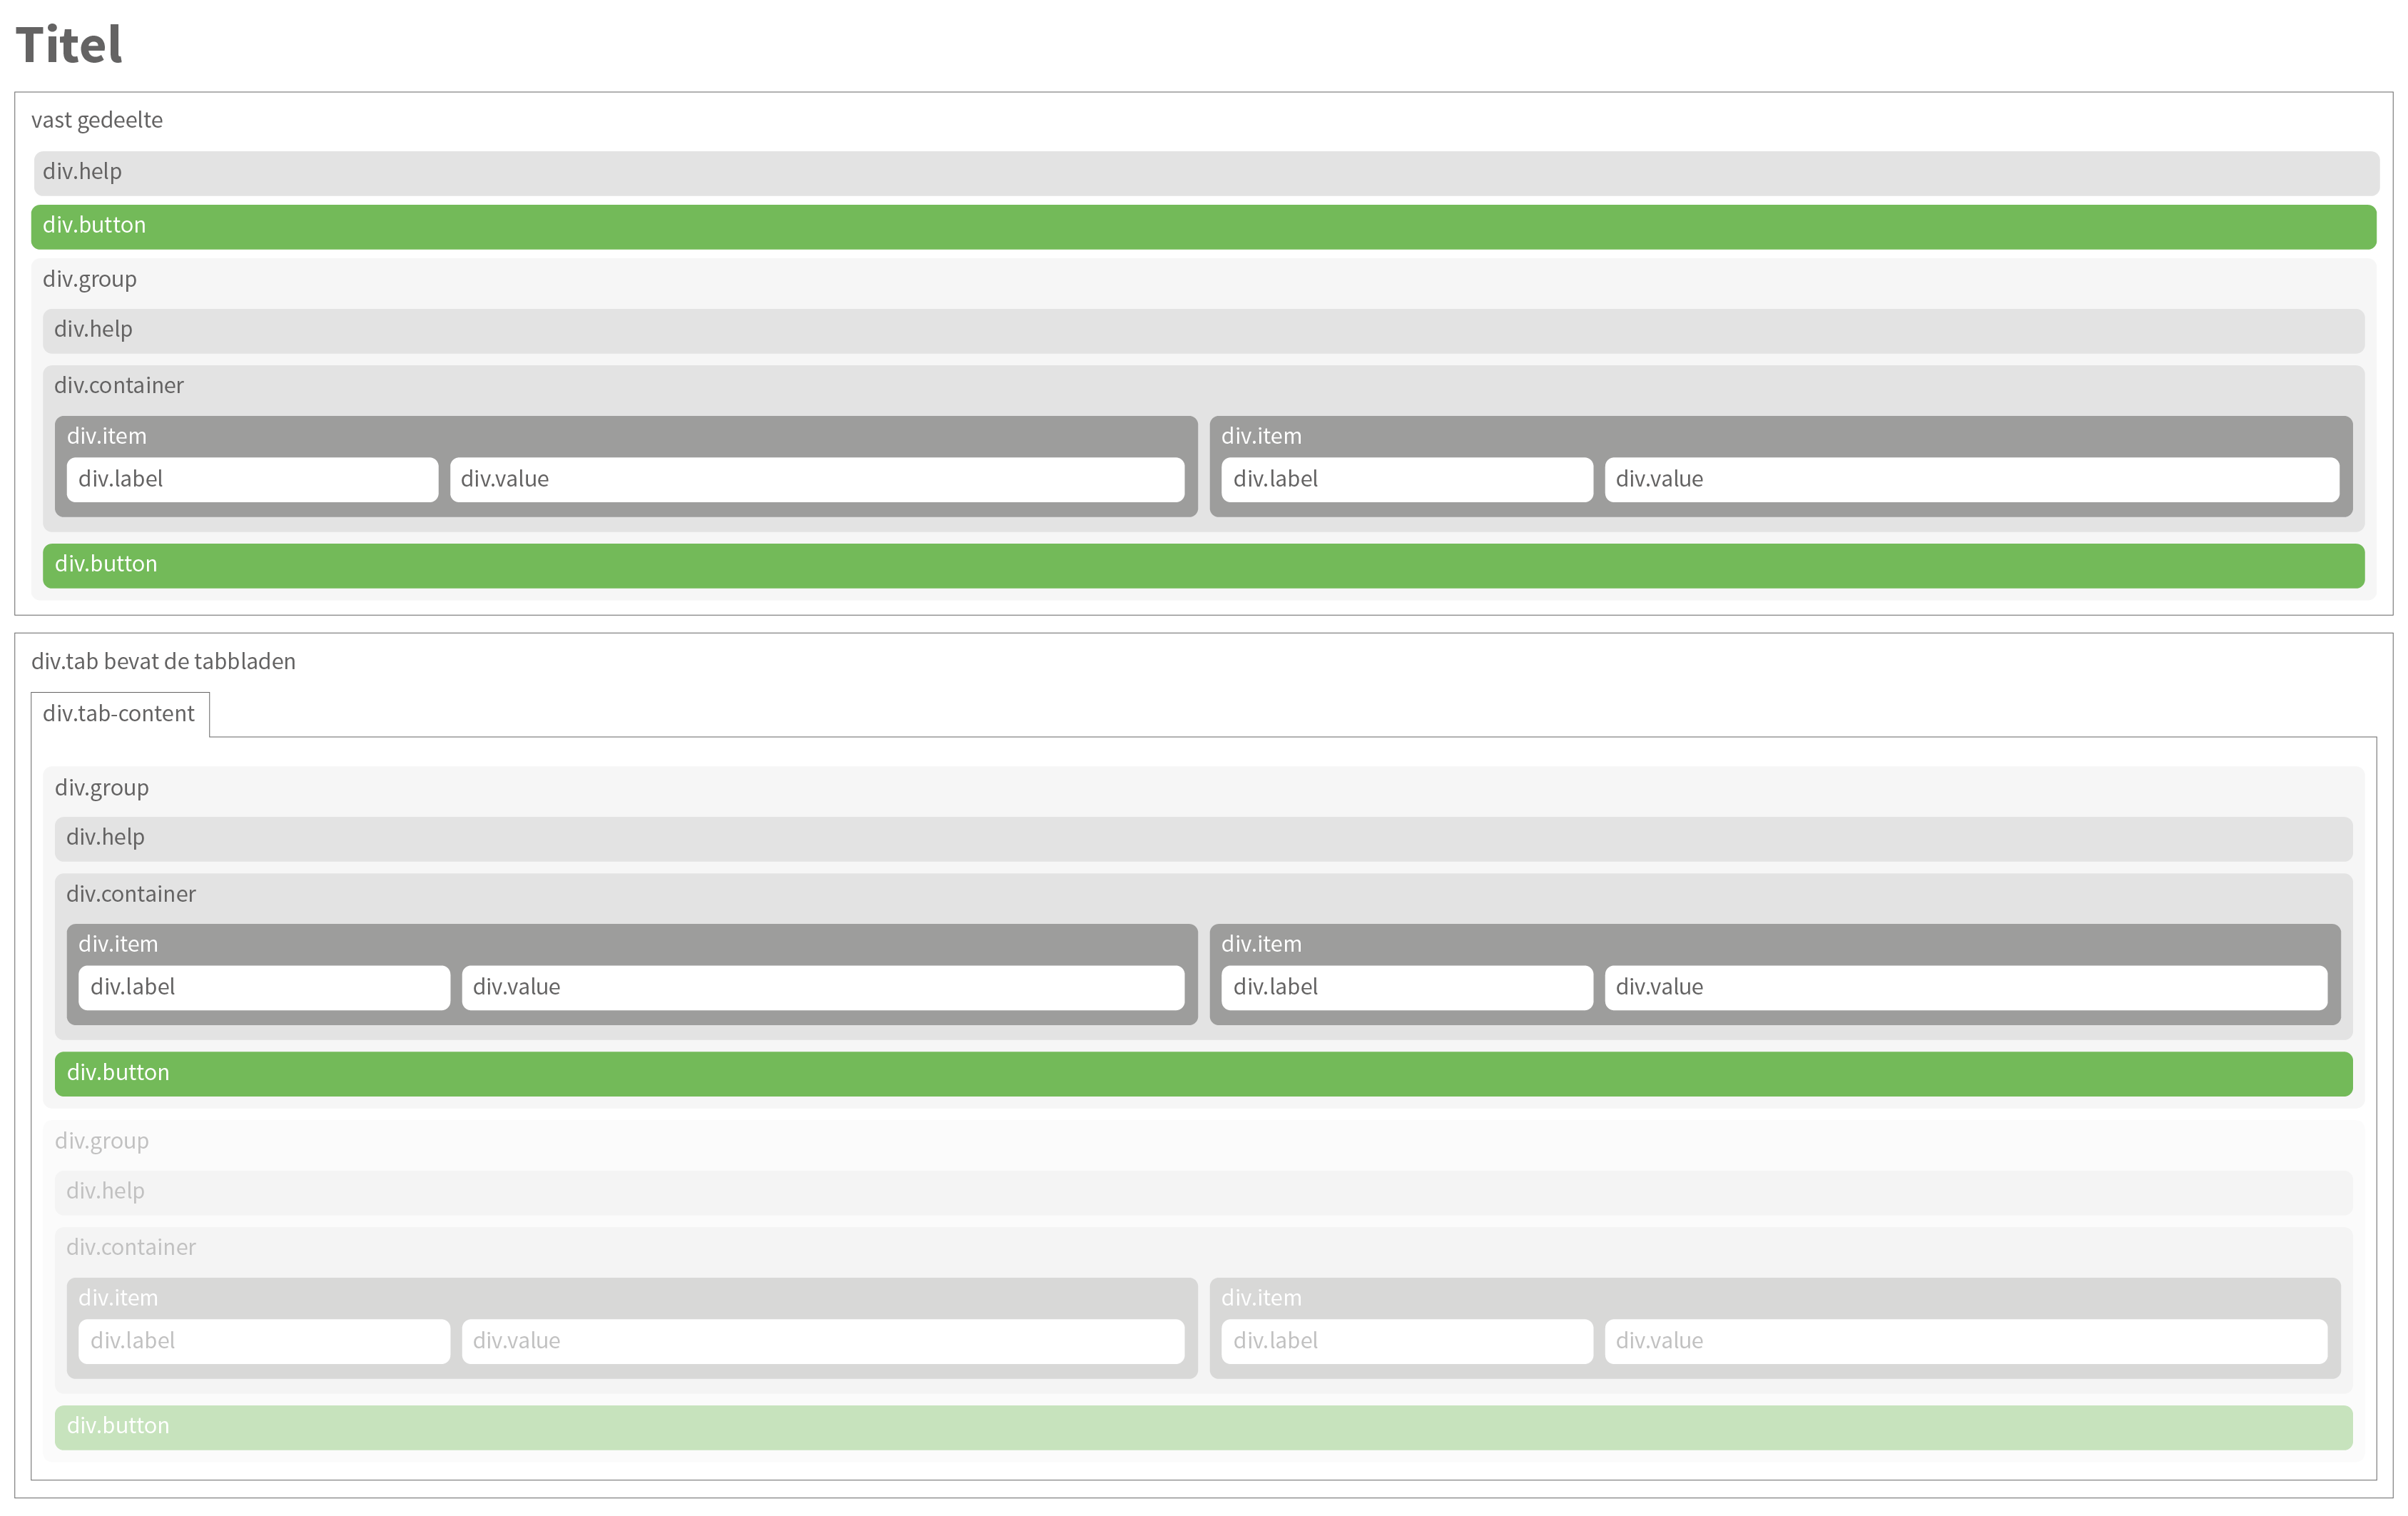 Titel
vast gedeelte
div.help
div.button
div.group
div.help
div.container
div.item div.item
div.label div.value div.label div.value
div.button
div.tab bevat de tabbladen
div.tab-content
div.group
div.help
div.container
div.item div.item
div.label div.value div.label div.value
div.button
div.group
div.help
div.container
div.item div.item
div.label div.value div.label div.value
div.button